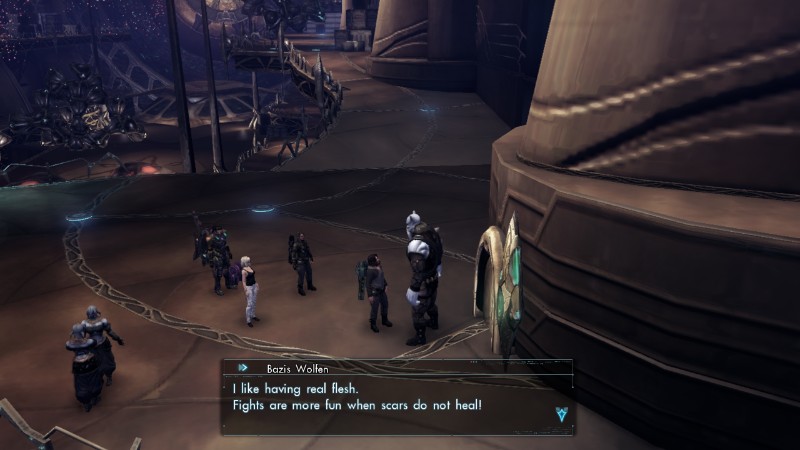 Bazis Wolfen
I like having real flesh.
Fights are more fun when scars do not heal!